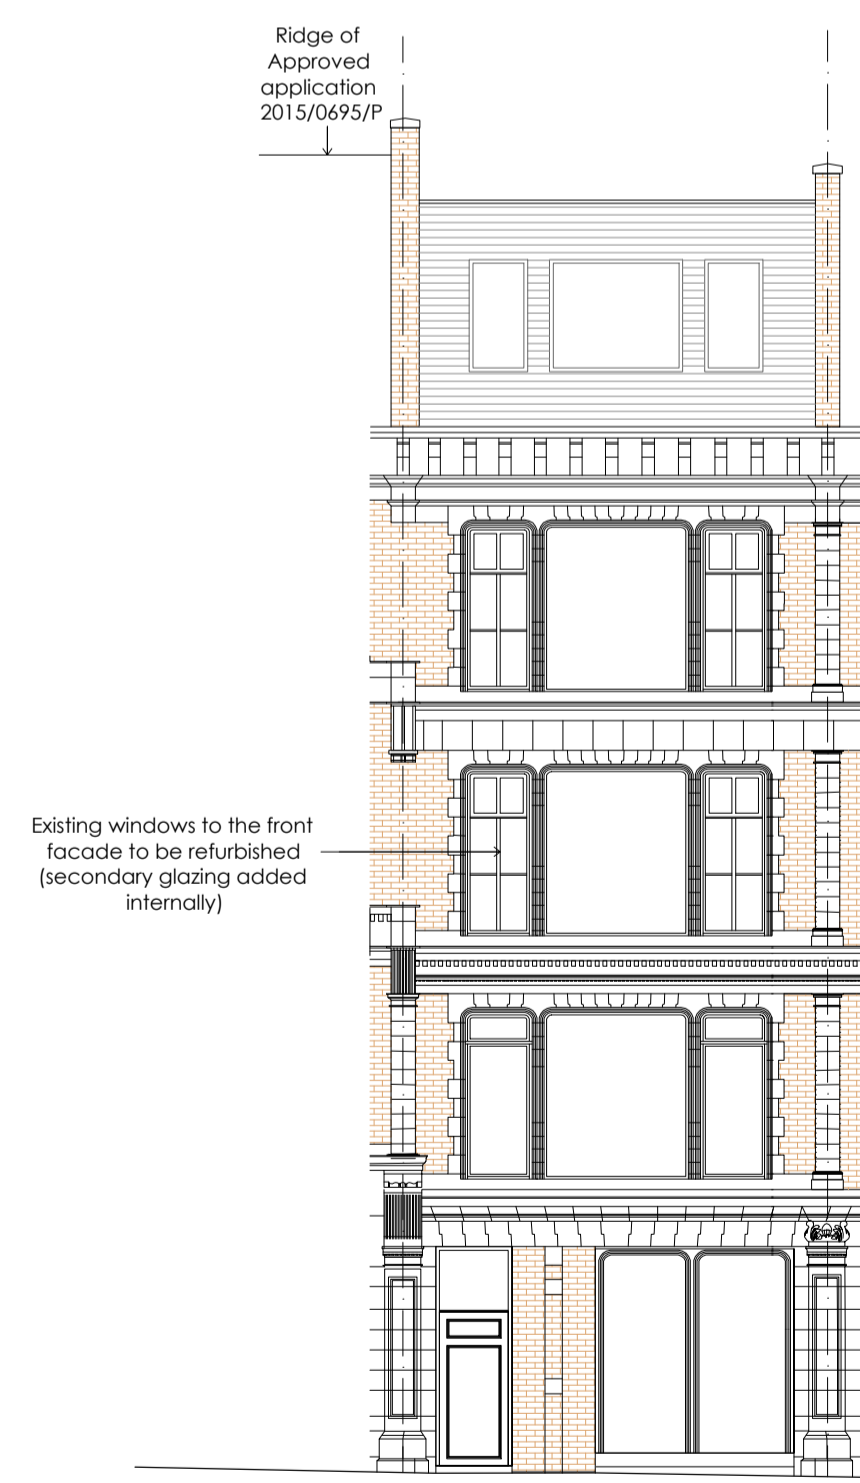 Ridge of
Approved
application
2015/0695/P
Existing windows to the front
facade to be refurbished
(secondary glazing added
internally)